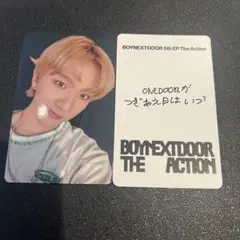 BOYNEXTDOOR 5th EP The Action
ONEDOORが
つぎあえる日はいつ?
BOYNEXTDOOR
THE ACTION